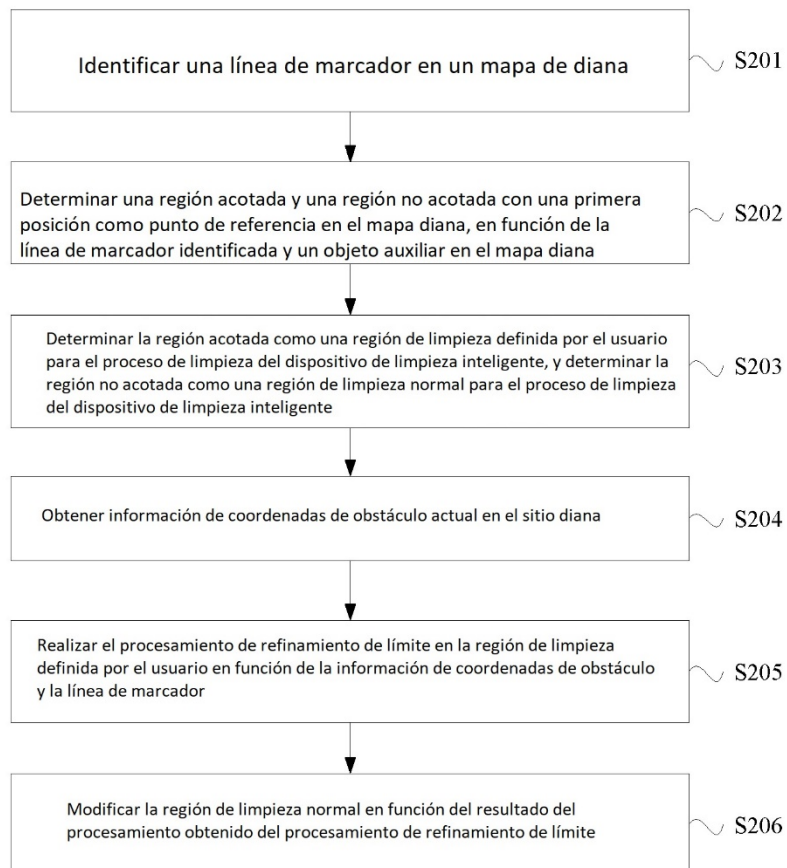 Identificar una línea de marcador en un mapa de diana
S201
Determinar una región acotada y una región no acotada con una primera
posición como punto de referencia en el mapa diana, en función de la
línea de marcador identificada y un objeto auxiliar en el mapa diana
S202
Determinar la región acotada como una región de limpieza definida por el usuario
para el proceso de limpieza del dispositivo de limpieza inteligente, y determinar la
región no acotada como una región de limpieza normal para el proceso de limpieza
del dispositivo de limpieza inteligente
S203
Obtener información de coordenadas de obstáculo actual en el sitio diana
S204
Realizar el procesamiento de refinamiento de límite en la región de limpieza
definida por el usuario en función de la información de coordenadas de obstáculo
y la línea de marcador
S205
Modificar la región de limpieza normal en función del resultado del
procesamiento obtenido del procesamiento de refinamiento de límite
S206